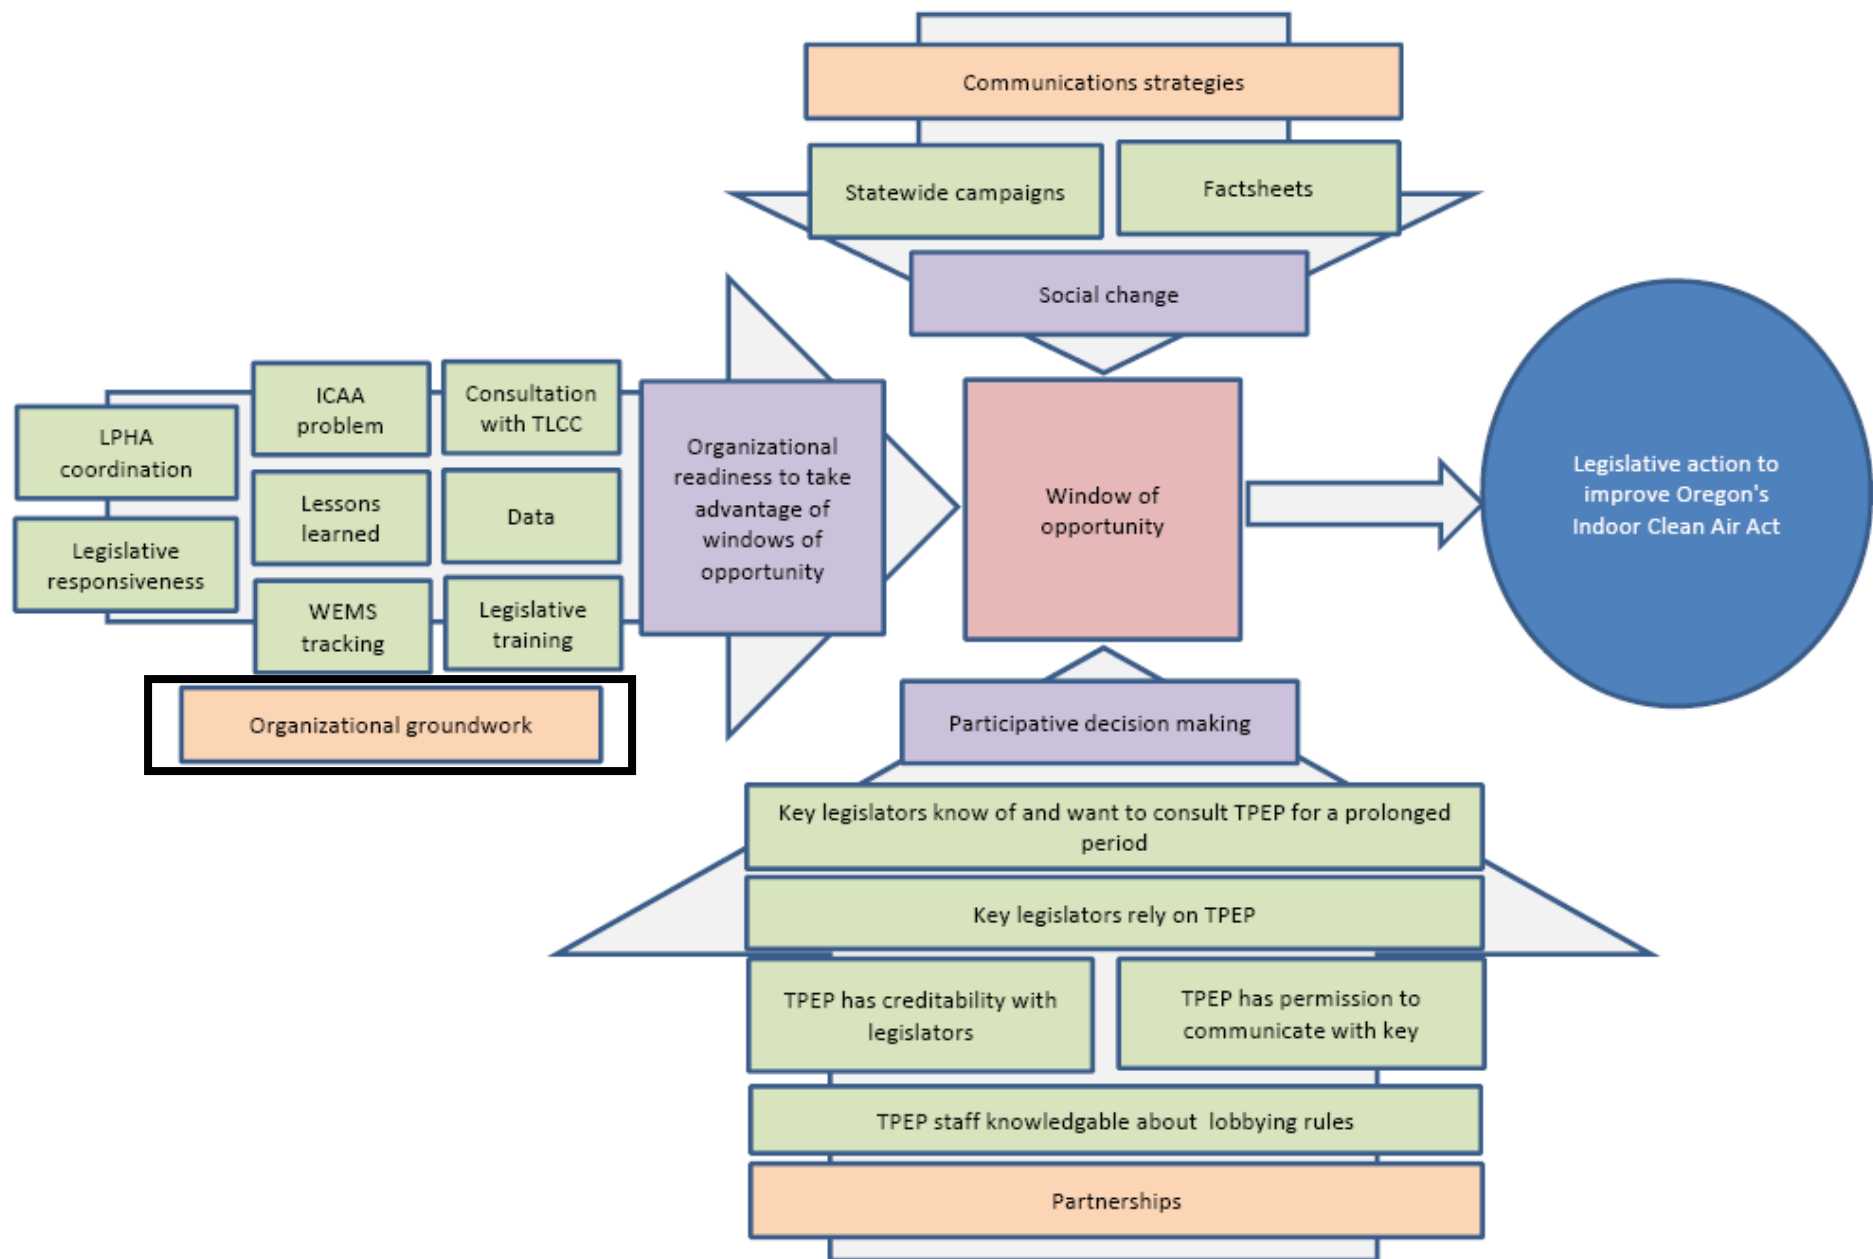 Communications strategies
Statewide campaigns
Factsheets
Social change
LPHA
coordination
Legislative
responsiveness
ICAA
problem
Lessons
learned
WEMS
tracking
Consultation
with TLCC
Data
Legislative
training
Organizational groundwork
Organizational
readiness to take
advantage of
windows of
opportunity
Window of
opportunity
Legislative action to
improve Oregon's
Indoor Clean Air Act
Participative decision making
Key legislators know of and want to consult TPEP for a prolonged
period
Key legislators rely on TPEP
TPEP has creditability with
legislators
TPEP has permission to
communicate with key
TPEP staff knowledgable about lobbying rules
Partnerships